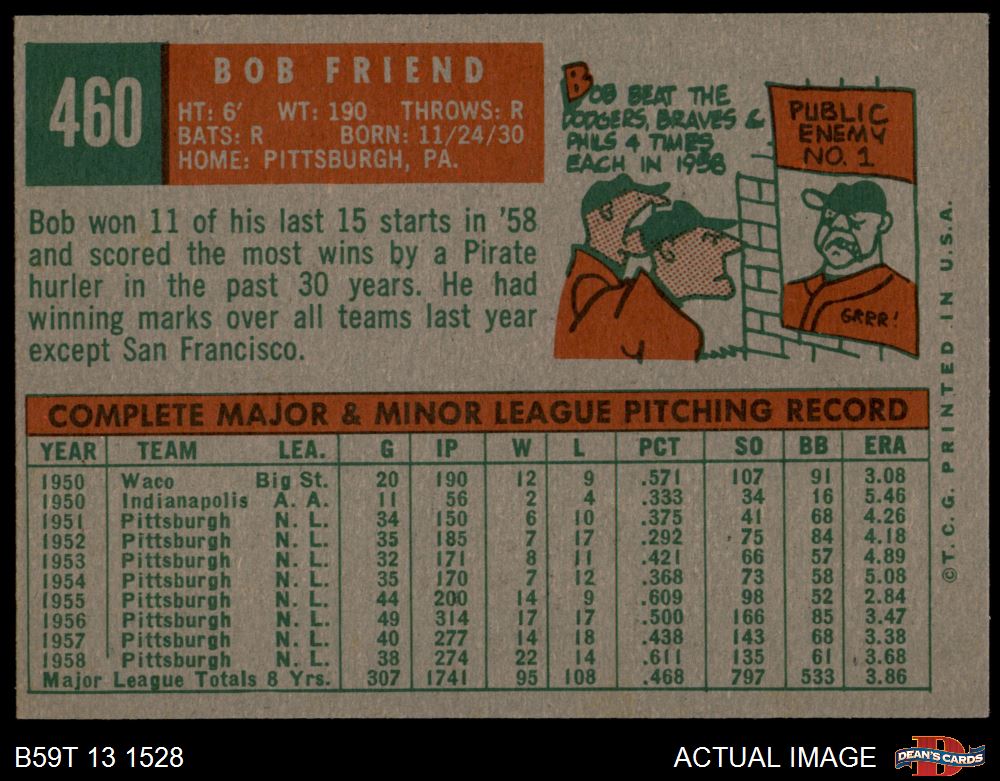 460
BOB FRIEND
HT: 6' WT: 190 THROWS: R
BATS: R BORN: 11/24/30
HOME: PITTSBURGH, PA.
BOB BEAT THE
DODGERS, BRAVES &
PHILS 4 TIMES
EACH IN 1958
PUBLIC
ENEMY
NO. 1
GRRR!
Bob won 11 of his last 15 starts in '58
and scored the most wins by a Pirate
hurler in the past 30 years. He had
winning marks over all teams last year
except San Francisco.
COMPLETE MAJOR & MINOR LEAGUE PITCHING RECORD
YEAR TEAM LEA. G IP W L PCT SO BB ERA
1950 Waco Big St. 20 190 12 9 .571 107 91 3.08
1950 Indianapolis A. A. 11 56 2 4 .333 34 16 5.46
1951 Pittsburgh N. L. 34 150 6 10 .375 41 68 4.26
1952 Pittsburgh N. L. 35 185 7 17 .292 75 84 4.18
1953 Pittsburgh N. L. 32 171 8 11 .421 66 57 4.89
1954 Pittsburgh N. L. 35 170 7 12 .368 73 58 5.08
1955 Pittsburgh N. L. 44 200 14 9 .609 98 52 2.84
1956 Pittsburgh N. L. 49 314 17 17 .500 166 85 3.47
1957 Pittsburgh N. L. 40 277 14 18 .438 143 68 3.38
1958 Pittsburgh N. L. 38 274 22 14 .611 135 61 3.68
Major League Totals 8 Yrs. 307 1741 95 108 .468 797 533 3.86
©T. C. G. PRINTED IN U.S.A.
B59T 13 1528
ACTUAL IMAGE
DEAN'S CARDS